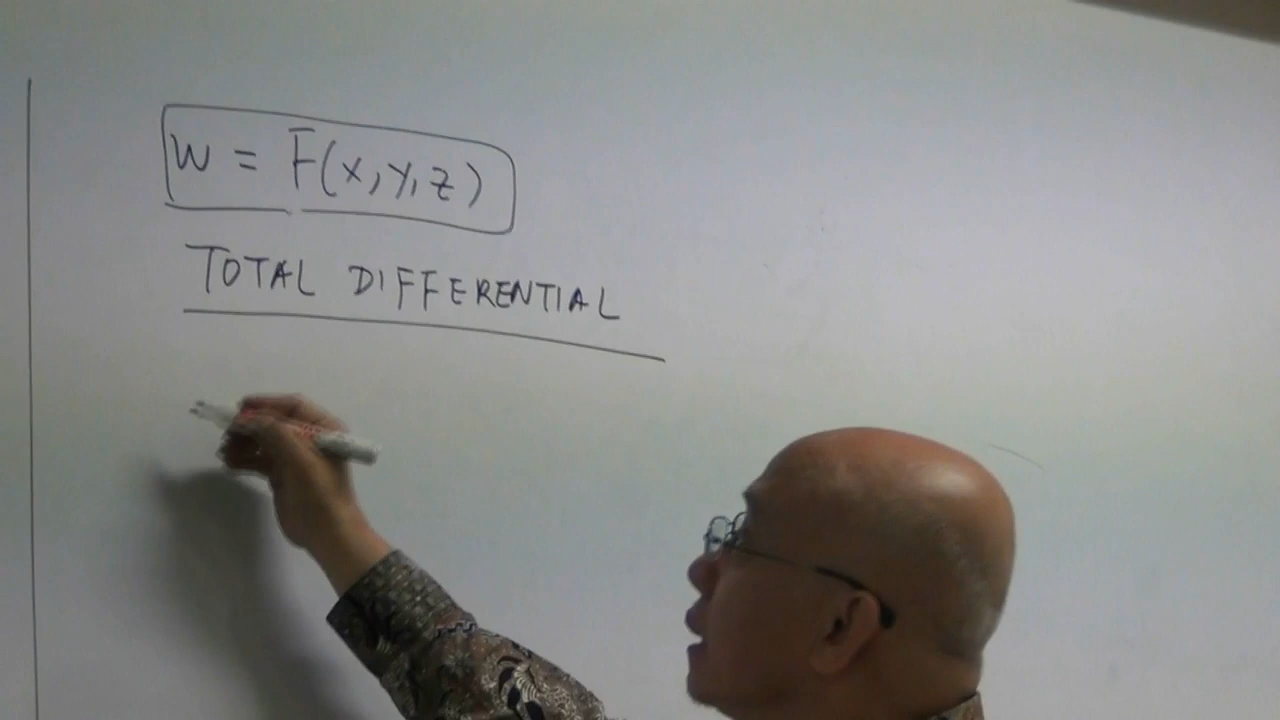 W = F(x,y,z)
TOTAL DIFFERENTIAL